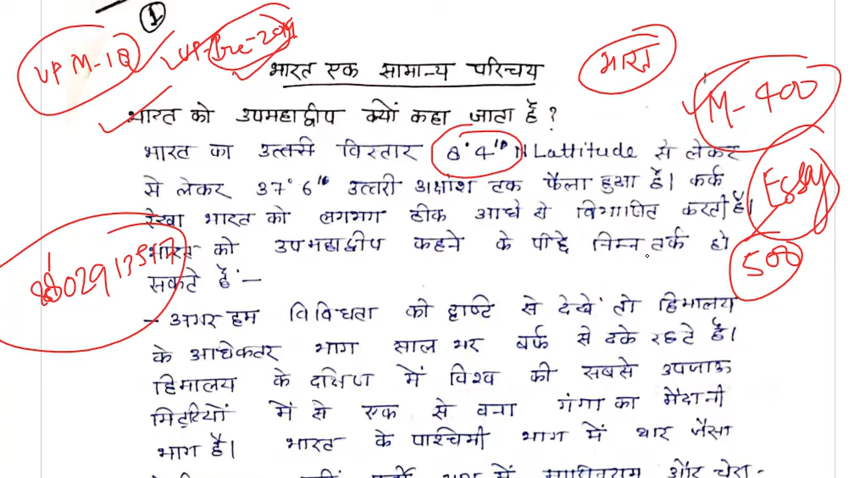 1
UP M-18 UP-Pre-2019
भारत एक सामान्य परिचय
भारत
M-400
भारत को उपमहाद्वीप क्यों कहा जाता है ?
भारत का उत्तरी विस्तार 8°4'" Lattitude से लेकर
से लेकर 37°6'" उत्तरी अक्षांश तक फैला हुआ है। कर्क
Essay
रेखा भारत को लगभग ठीक आधे से विभाजित करती है।
भारत को उपमहाद्वीप कहने के पीछे निम्न तर्क हो
500
सकते हैं :—
- अगर हम विविधता की दृष्टि से देखें तो हिमालय
के अधिकतर भाग साल भर बर्फ से ढके रहते है।
हिमालय के दक्षिण में विश्व की सबसे उपजाऊ
मिट्टियों में से एक से बना गंगा का मैदानी
भाग है। भारत के पश्चिमी भाग में थार जैसा
में और चेरा-